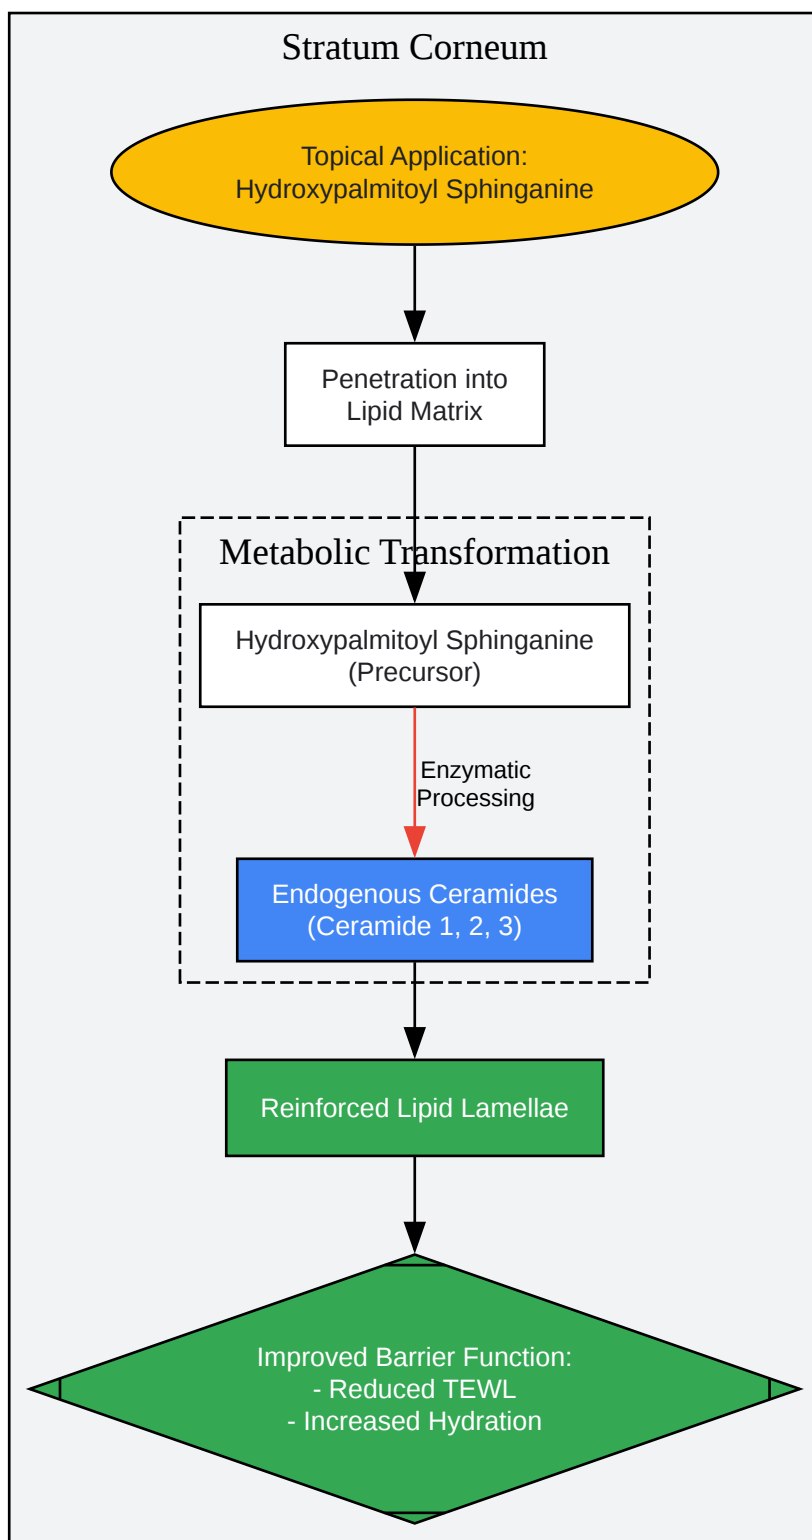 Stratum Corneum
Topical Application:
Hydroxypalmitoyl Sphinganine
Penetration into
Lipid Matrix
Metabolic Transformation
Hydroxypalmitoyl Sphinganine
(Precursor)
Enzymatic
Processing
Endogenous Ceramides
(Ceramide 1, 2, 3)
Reinforced Lipid Lamellae
Improved Barrier Function:
- Reduced TEWL
- Increased Hydration